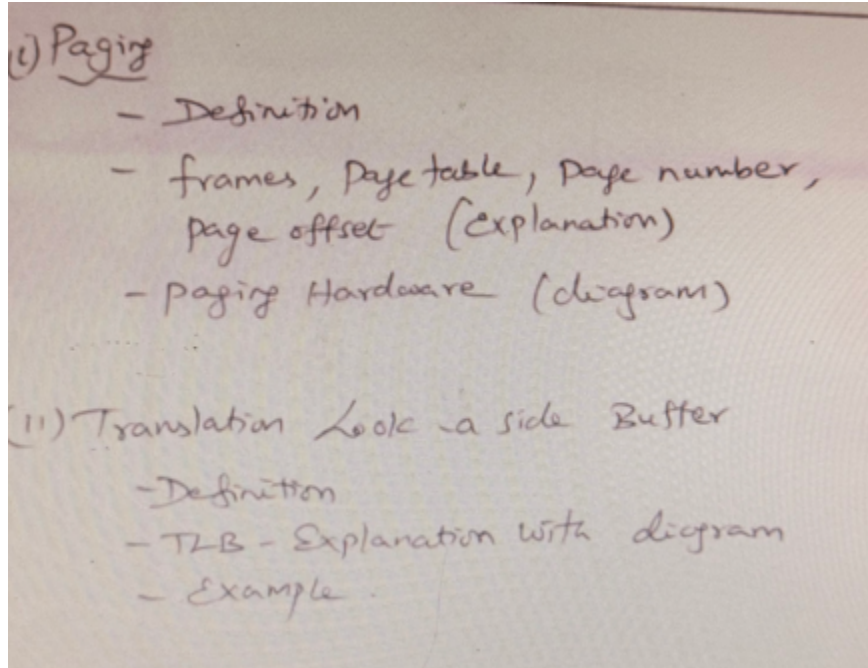 (i) Paging
- Definition
- frames, Page table, Page number,
page offset (Explanation)
- paging Hardware (diagram)
(ii) Translation Look -a side Buffer
- Definition
- TLB - Explanation with diagram
- Example.